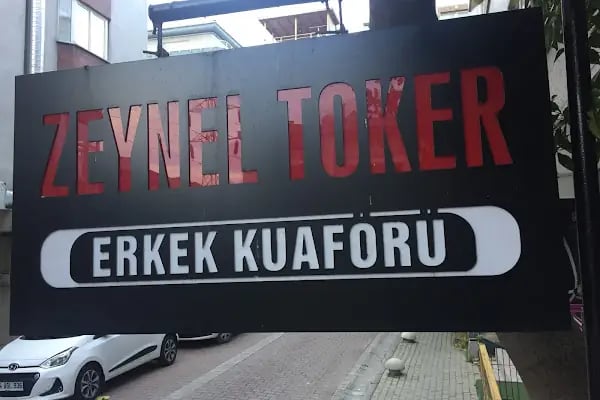 ZEYNEL TOKER
ERKEK KUAFÖRÜ